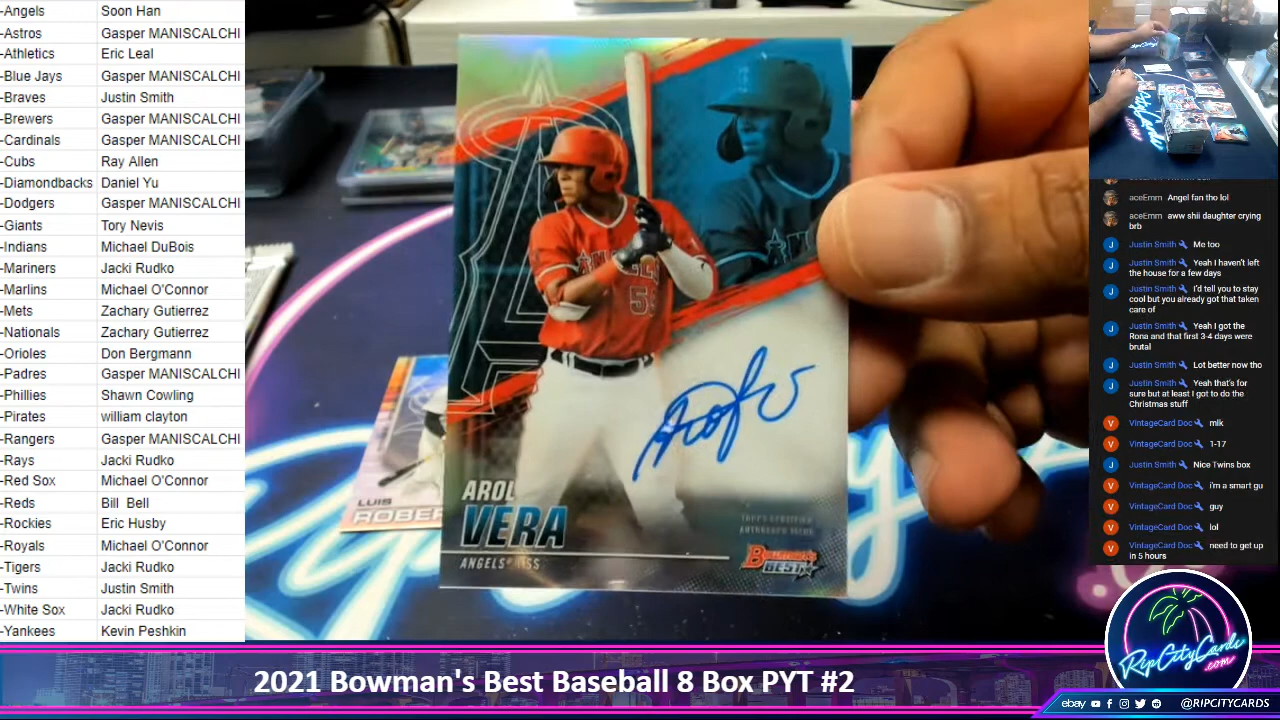 -Angels Soon Han
-Astros Gasper MANISCALCHI
-Athletics Eric Leal
-Blue Jays Gasper MANISCALCHI
-Braves Justin Smith
-Brewers Gasper MANISCALCHI
-Cardinals Gasper MANISCALCHI
-Cubs Ray Allen
-Diamondbacks Daniel Yu
-Dodgers Gasper MANISCALCHI
-Giants Tory Nevis
-Indians Michael DuBois
-Mariners Jacki Rudko
-Marlins Michael O'Connor
-Mets Zachary Gutierrez
-Nationals Zachary Gutierrez
-Orioles Don Bergmann
-Padres Gasper MANISCALCHI
-Phillies Shawn Cowling
-Pirates william clayton
-Rangers Gasper MANISCALCHI
-Rays Jacki Rudko
-Red Sox Michael O'Connor
-Reds Bill Bell
-Rockies Eric Husby
-Royals Michael O'Connor
-Tigers Jacki Rudko
-Twins Justin Smith
-White Sox Jacki Rudko
-Yankees Kevin Peshkin
LUIS
ROBER
AROL
VERA
ANGELS SS
TOPPS CERTIFIED
AUTOGRAPH ISSUE
BOWMAN'S
BEST
aceEmm Angel fan tho lol
aceEmm aww shii daughter crying
brb
Justin Smith Me too
Justin Smith Yeah I haven't left
the house for a few days
Justin Smith I'd tell you to stay
cool but you already got that taken
care of
Justin Smith Yeah I got the
Rona and that first 3-4 days were
brutal
Justin Smith Lot better now tho
Justin Smith Yeah that's for
sure but at least I got to do the
Christmas stuff
VintageCard Doc mlk
VintageCard Doc 1-17
Justin Smith Nice Twins box
VintageCard Doc i'm a smart gu
VintageCard Doc guy
VintageCard Doc lol
VintageCard Doc need to get up
in 5 hours
RipCityCards
.com
2021 Bowman's Best Baseball 8 Box PYT #2
ebay @RIPCITYCARDS